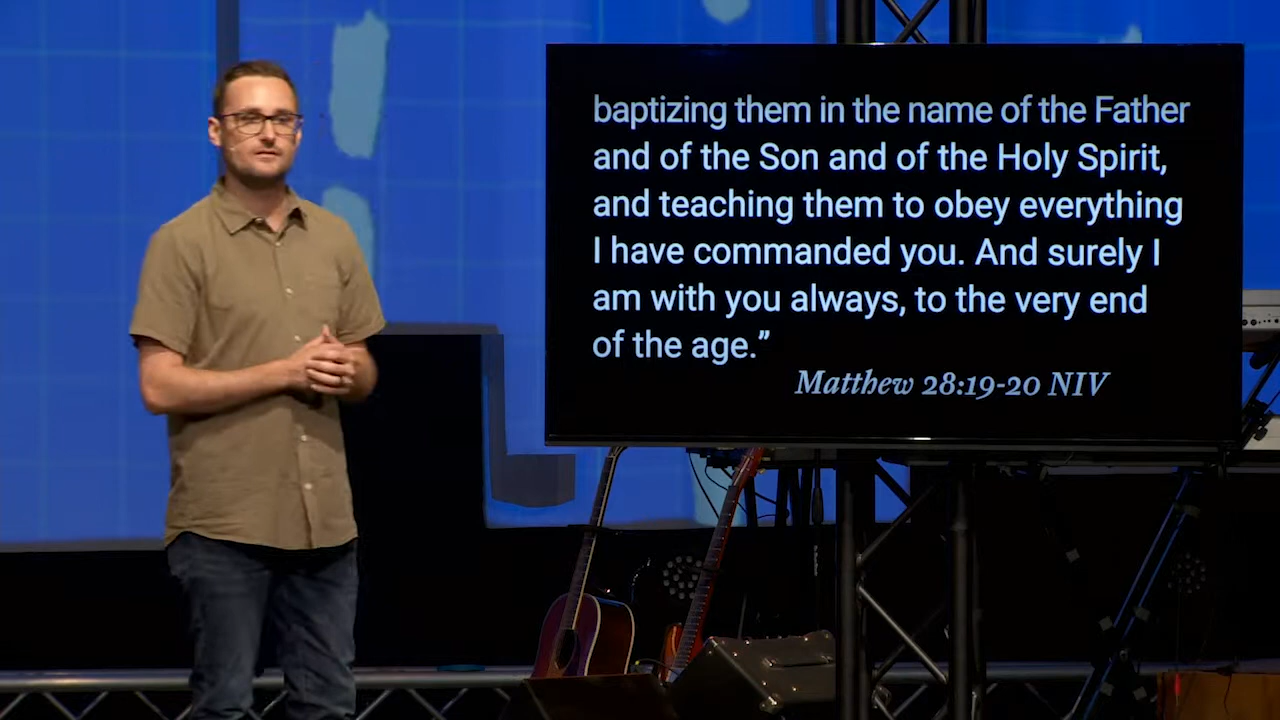 baptizing them in the name of the Father
and of the Son and of the Holy Spirit,
and teaching them to obey everything
I have commanded you. And surely I
am with you always, to the very end
of the age.”
Matthew 28:19-20 NIV